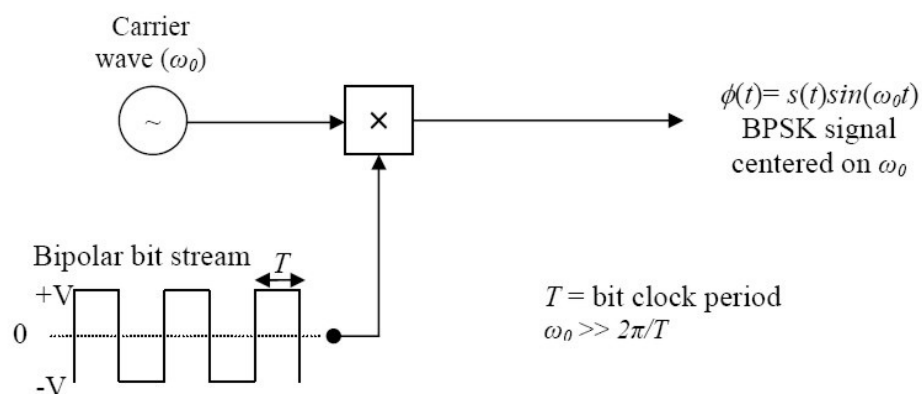 Carrier
wave (ω₀)
~
×
ϕ(t)= s(t)sin(ω₀t)
BPSK signal
centered on ω₀
Bipolar bit stream
T
+V
0
-V
T = bit clock period
ω₀ >> 2π/T